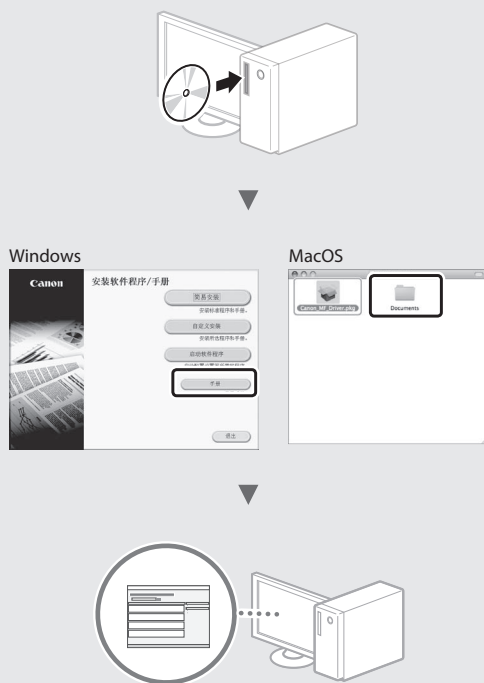 Windows
MacOS
Canon
安装软件程序/手册
简易安装
安装标准程序和手册。
自定义安装
安装所选程序和手册。
启动软件程序
手册
退出
Canon_MF_Driver.pkg
Documents